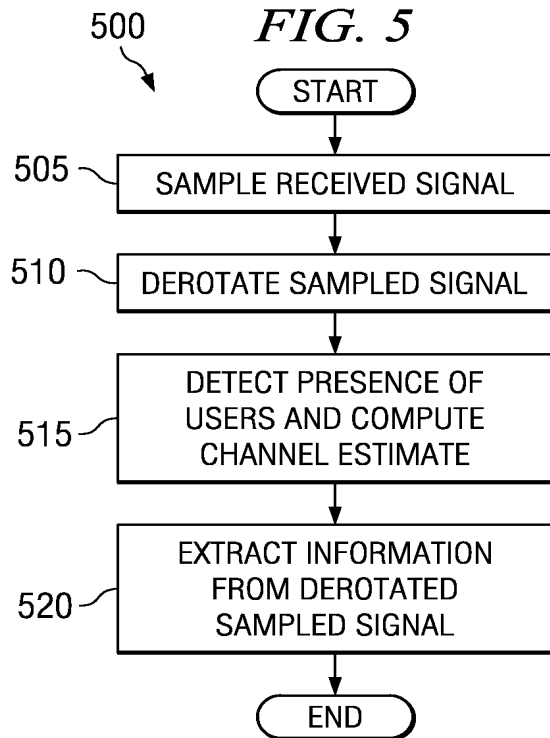 500
FIG. 5
START
505
SAMPLE RECEIVED SIGNAL
510
DEROTATE SAMPLED SIGNAL
515
DETECT PRESENCE OF
USERS AND COMPUTE
CHANNEL ESTIMATE
520
EXTRACT INFORMATION
FROM DEROTATED
SAMPLED SIGNAL
END